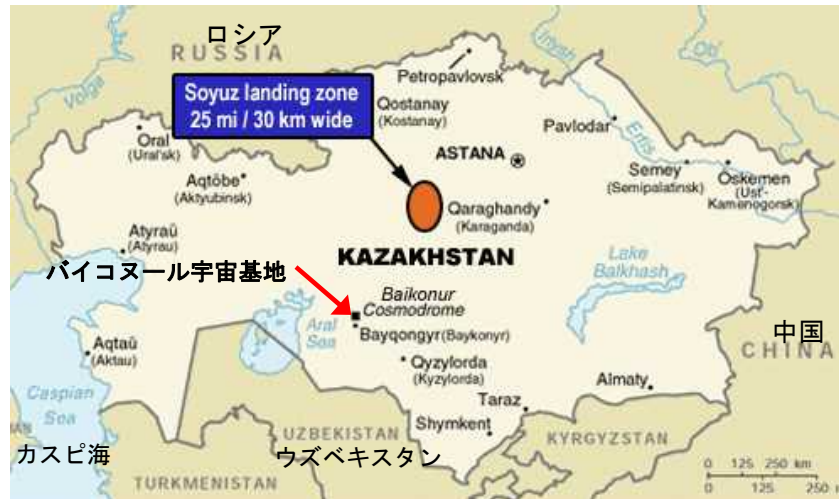 ロシア
RUSSIA
Irtysh
Ob'
Petropavlovsk
Soyuz landing zone
25 mi / 30 km wide
Qostanay
(Kostanay)
Volga
Pavlodar
Ertis
Oral
(Ural'sk)
ASTANA
Semey
(Semipalatinsk)
Öskemen
(Ust'-
Kamenogorsk)
Aqtöbe
(Aktyubinsk)
Qaraghandy
(Karaganda)
Atyraū
(Atyrau)
KAZAKHSTAN
Lake
Balkhash
バイコヌール宇宙基地
Baikonur
Cosmodrome
Aral
Sea
Bayqongyr (Baykonyr)
中国
CHINA
Aqtaū
(Aktau)
Qyzylorda
(Kyzylorda)
Almaty
Caspian
Sea
Taraz
Shymkent
カスピ海
UZBEKISTAN
ウズベキスタン
KYRGYZSTAN
TURKMENISTAN
0 125 250 km
0 125 250